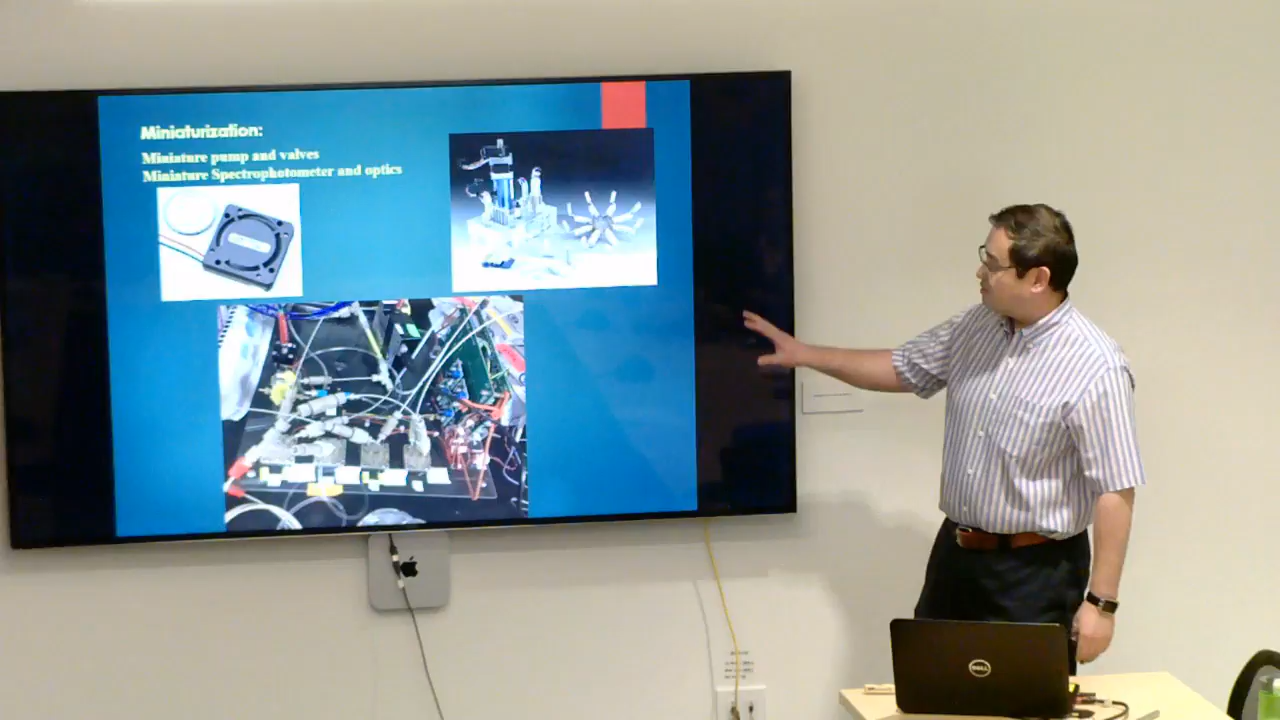 Miniaturization:
Miniature pump and valves
Miniature Spectrophotometer and optics
DELL